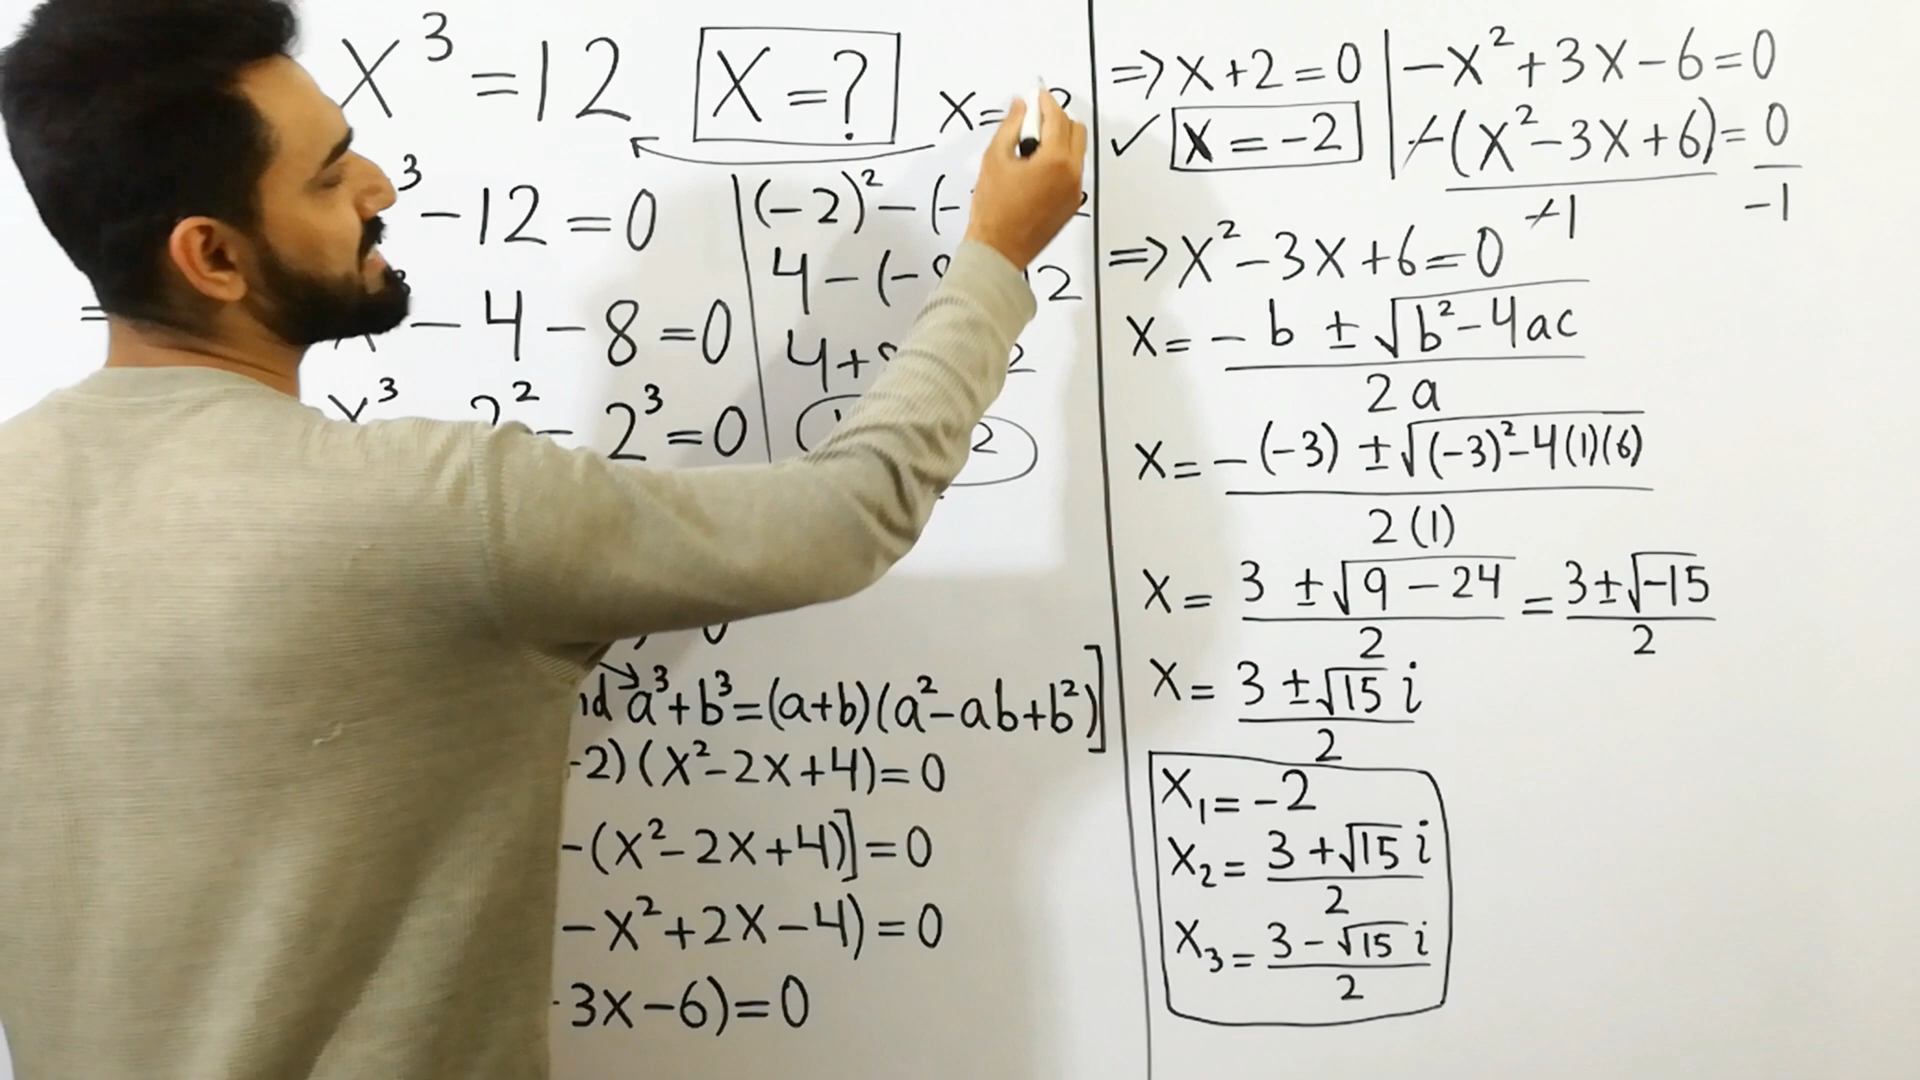 X³ = 12 X = ?
X =
³ - 12 = 0
= - 4 - 8 = 0
X³ 2² - 2³ = 0
(-2)² - (-
4 - (- 12
4 +
2
id a³+b³=(a+b)(a²-ab+b²)]
-2)(X²-2X+4)=0
-(X²-2X+4)]=0
-X²+2X-4)=0
3X-6)=0
=> X+2=0 | -X²+3X-6=0
✓ X = -2 | -(X²-3X+6) = 0
-1 -1
=> X²-3X+6=0
X = - b ± √b²-4ac
2a
X = -(-3) ± √(-3)²-4(1)(6)
2(1)
X = 3 ± √9-24 = 3±√-15
2 2
X = 3 ± √15 i
2
X₁ = -2
X₂ = 3+√15 i
2
X₃ = 3-√15 i
2